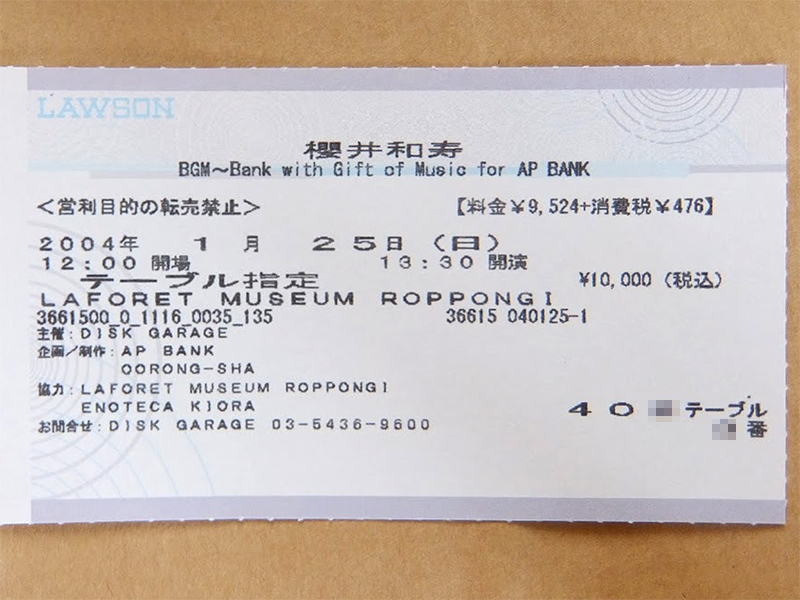 LAWSON
櫻井和寿
BGM～Bank with Gift of Music for AP BANK
＜営利目的の転売禁止＞ 【料金￥9,524+消費税￥476】
2004年 1月 25日（日）
12:00 開場 13:30 開演
テーブル指定 ¥10,000（税込）
LAFORET MUSEUM ROPPONGI
3661500_0_1116_0035_135 36615 040125-1
主催：DISK GARAGE
企画／制作：AP BANK
OORONG-SHA
協力：LAFORET MUSEUM ROPPONGI
ENOTECA KIORA
お問合せ：DISK GARAGE 03-5436-9600
40 テーブル
番